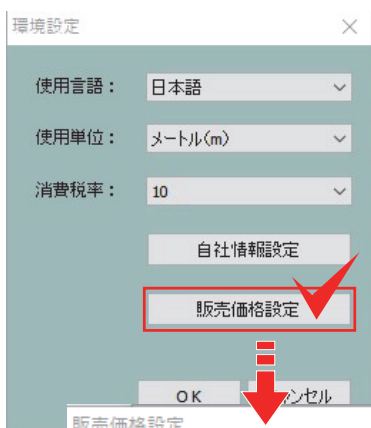 環境設定
使用言語： 日本語
使用単位： メートル(m)
消費税率： 10
自社情報設定
販売価格設定
OK ャンセル
販売価格設定